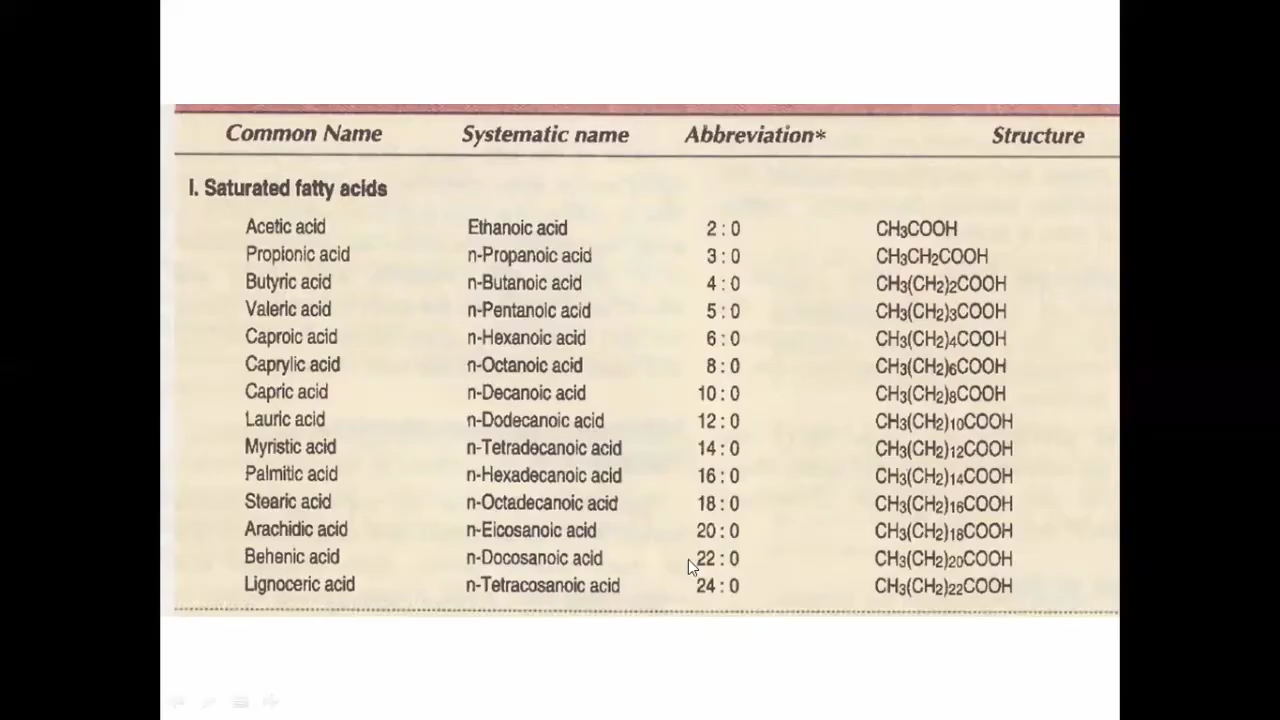 Common Name Systematic name Abbreviation* Structure
I. Saturated fatty acids
Acetic acid Ethanoic acid 2 : 0 CH3COOH
Propionic acid n-Propanoic acid 3 : 0 CH3CH2COOH
Butyric acid n-Butanoic acid 4 : 0 CH3(CH2)2COOH
Valeric acid n-Pentanoic acid 5 : 0 CH3(CH2)3COOH
Caproic acid n-Hexanoic acid 6 : 0 CH3(CH2)4COOH
Caprylic acid n-Octanoic acid 8 : 0 CH3(CH2)6COOH
Capric acid n-Decanoic acid 10 : 0 CH3(CH2)8COOH
Lauric acid n-Dodecanoic acid 12 : 0 CH3(CH2)10COOH
Myristic acid n-Tetradecanoic acid 14 : 0 CH3(CH2)12COOH
Palmitic acid n-Hexadecanoic acid 16 : 0 CH3(CH2)14COOH
Stearic acid n-Octadecanoic acid 18 : 0 CH3(CH2)16COOH
Arachidic acid n-Eicosanoic acid 20 : 0 CH3(CH2)18COOH
Behenic acid n-Docosanoic acid 22 : 0 CH3(CH2)20COOH
Lignoceric acid n-Tetracosanoic acid 24 : 0 CH3(CH2)22COOH